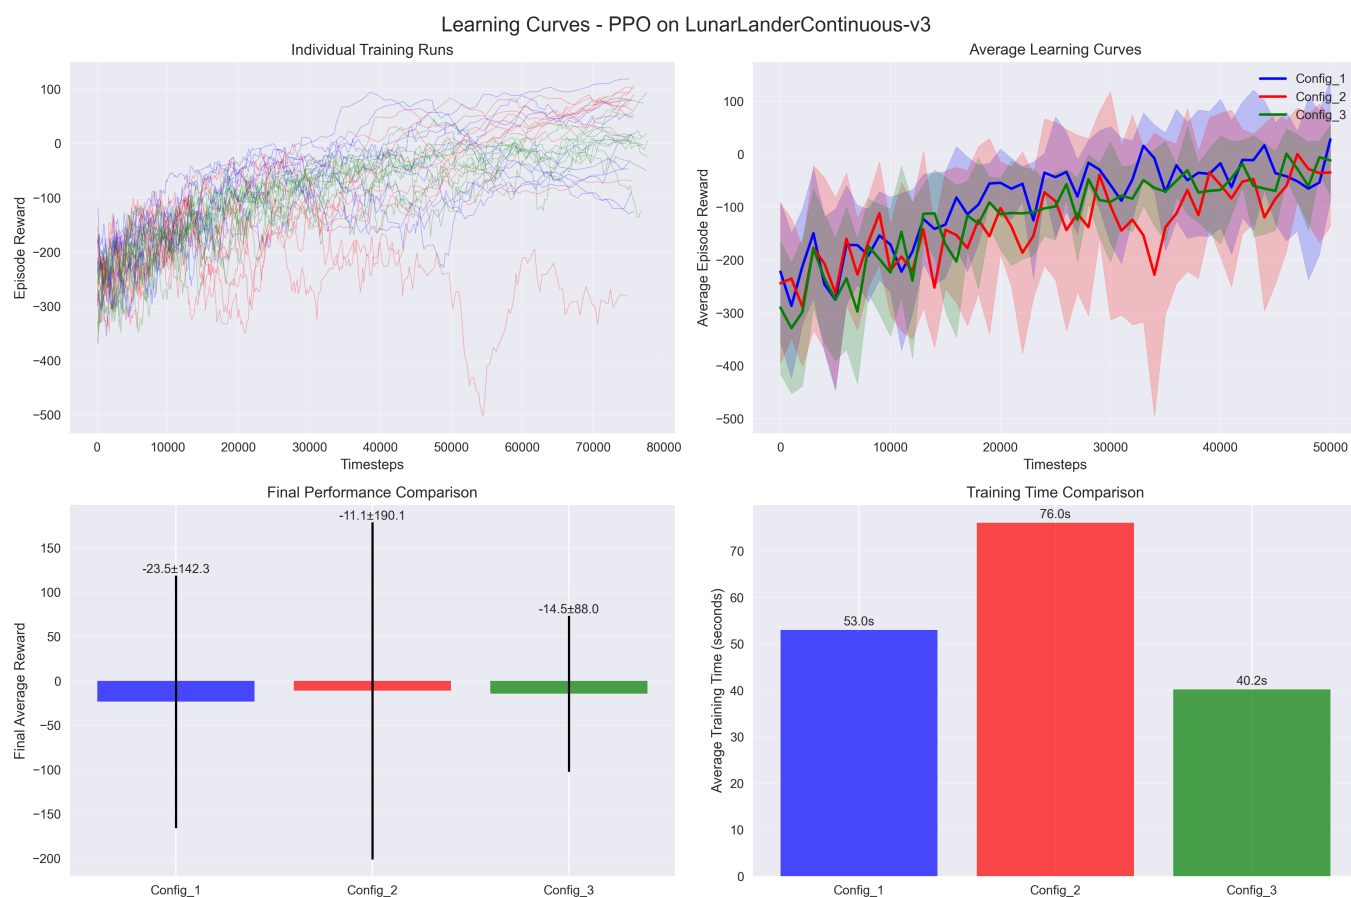 Learning Curves - PPO on LunarLanderContinuous-v3
Individual Training Runs
Episode Reward
100
0
−100
−200
−300
−400
−500
0 10000 20000 30000 40000 50000 60000 70000 80000
Timesteps
Average Learning Curves
Average Episode Reward
100
0
−100
−200
−300
−400
−500
Config_1
Config_2
Config_3
0 10000 20000 30000 40000 50000
Timesteps
Final Performance Comparison
Final Average Reward
150
100
50
0
−50
−100
−150
−200
-23.5±142.3
-11.1±190.1
-14.5±88.0
Config_1 Config_2 Config_3
Training Time Comparison
Average Training Time (seconds)
70
60
50
40
30
20
10
0
53.0s
76.0s
40.2s
Config_1 Config_2 Config_3